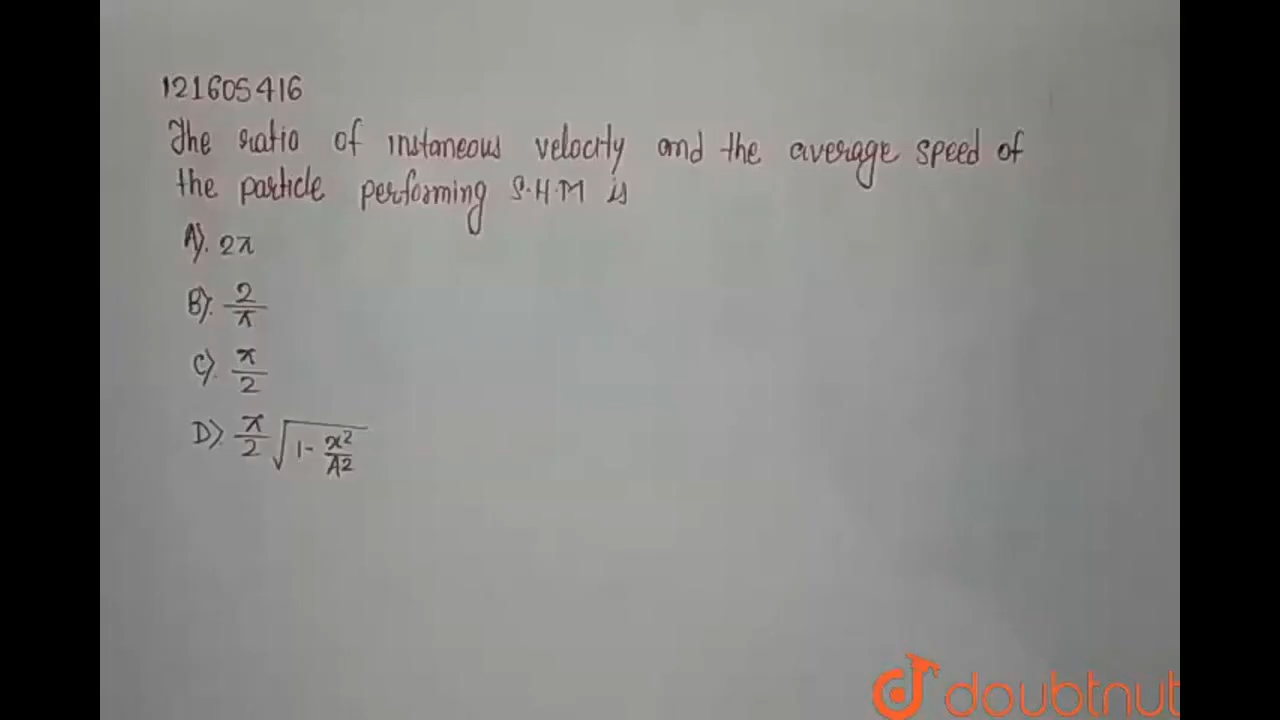 121605416
The ratio of instaneous velocity and the average speed of
the particle performing S.H.M is
A). 2π
B). 2/π
C). π/2
D). π/2 √(1 - x²/A²)
doubtnut